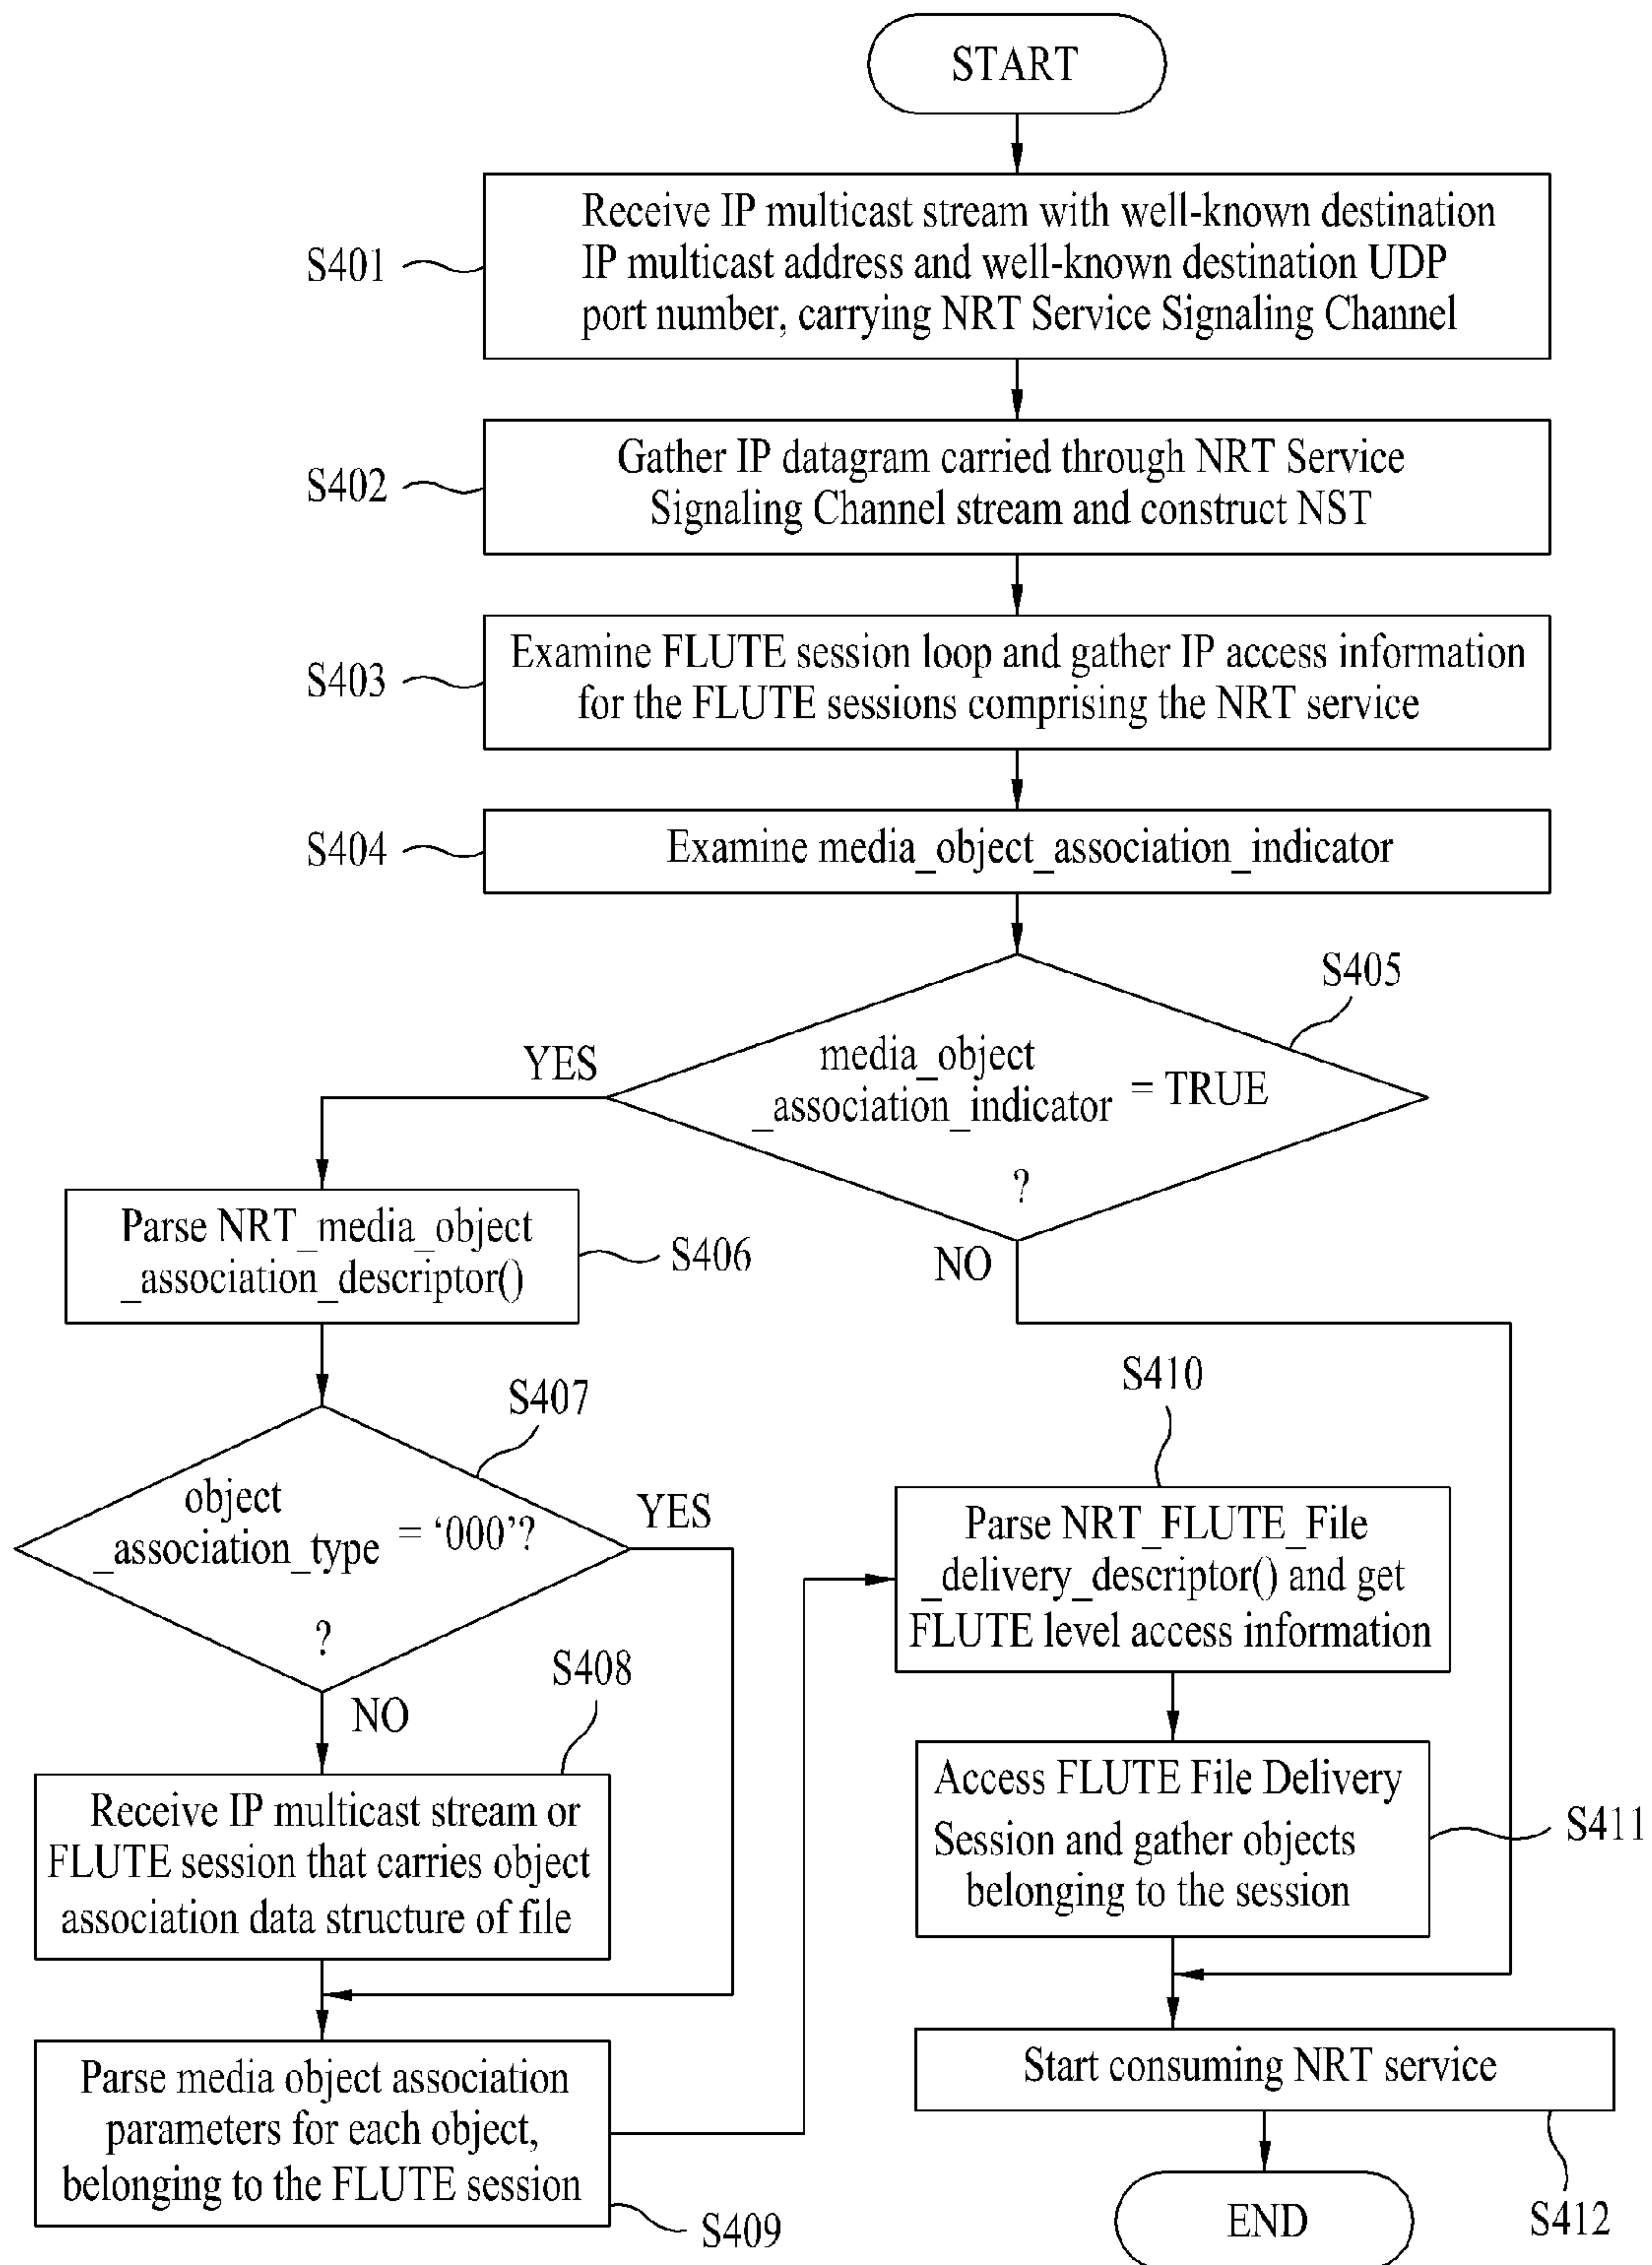 START
S401
Receive IP multicast stream with well-known destination
IP multicast address and well-known destination UDP
port number, carrying NRT Service Signaling Channel
S402
Gather IP datagram carried through NRT Service
Signaling Channel stream and construct NST
S403
Examine FLUTE session loop and gather IP access information
for the FLUTE sessions comprising the NRT service
S404
Examine media_object_association_indicator
S405
YES
media_object
_association_indicator = TRUE
?
NO
Parse NRT_media_object
_association_descriptor()
S406
S407
object
_association_type = ‘000’?
?
YES
NO
S408
Receive IP multicast stream or
FLUTE session that carries object
association data structure of file
Parse media object association
parameters for each object,
belonging to the FLUTE session
S409
S410
Parse NRT_FLUTE_File
_delivery_descriptor() and get
FLUTE level access information
Access FLUTE File Delivery
Session and gather objects
belonging to the session
S411
Start consuming NRT service
S412
END